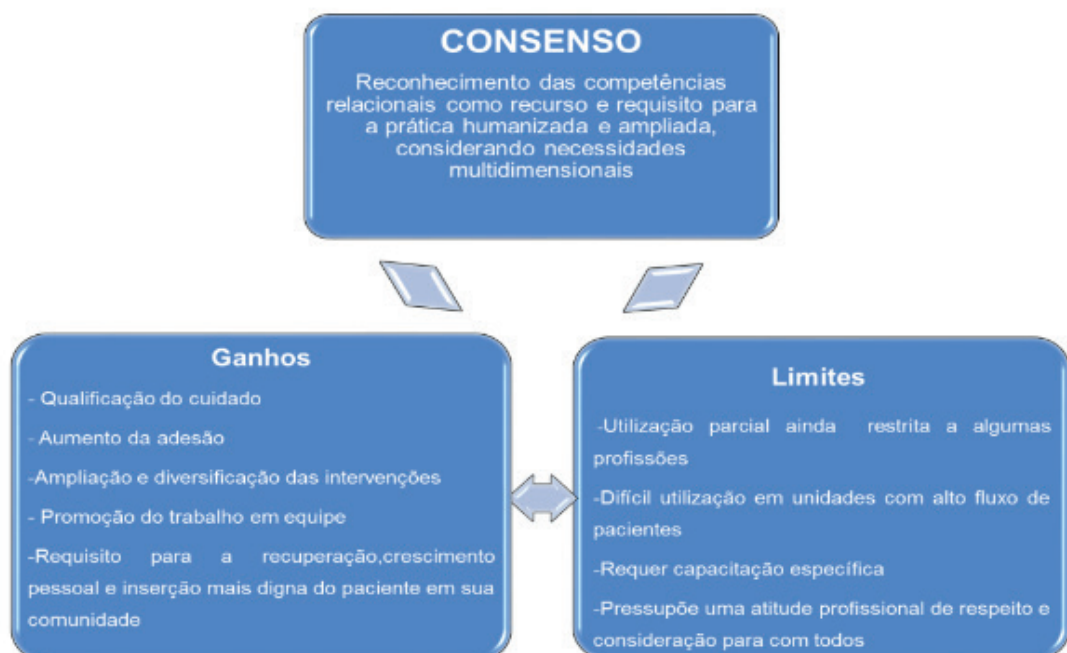 CONSENSO
Reconhecimento das competências
relacionais como recurso e requisito para
a prática humanizada e ampliada,
considerando necessidades
multidimensionais
Ganhos
- Qualificação do cuidado
- Aumento da adesão
-Ampliação e diversificação das intervenções
- Promoção do trabalho em equipe
-Requisito para a recuperação,crescimento
pessoal e inserção mais digna do paciente em sua
comunidade
Limites
-Utilização parcial ainda restrita a algumas
profissões
-Difícil utilização em unidades com alto fluxo de
pacientes
-Requer capacitação específica
-Pressupõe uma atitude profissional de respeito e
consideração para com todos